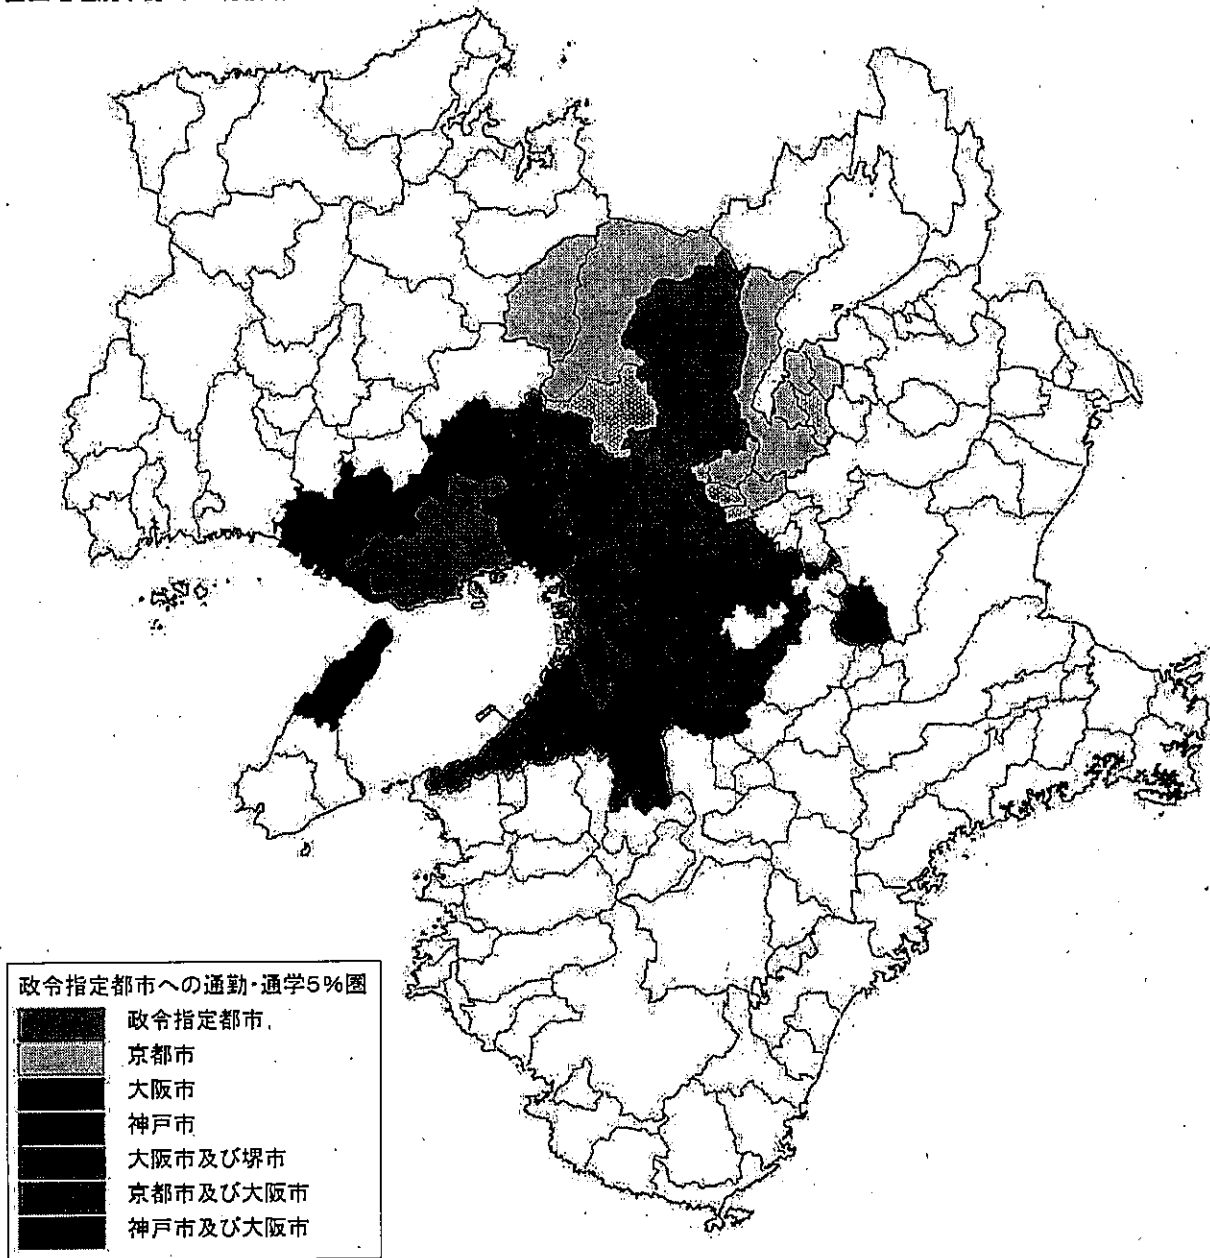 政令指定都市への通勤・通学5%圏
政令指定都市
京都市
大阪市
神戸市
大阪市及び堺市
京都市及び大阪市
神戸市及び大阪市